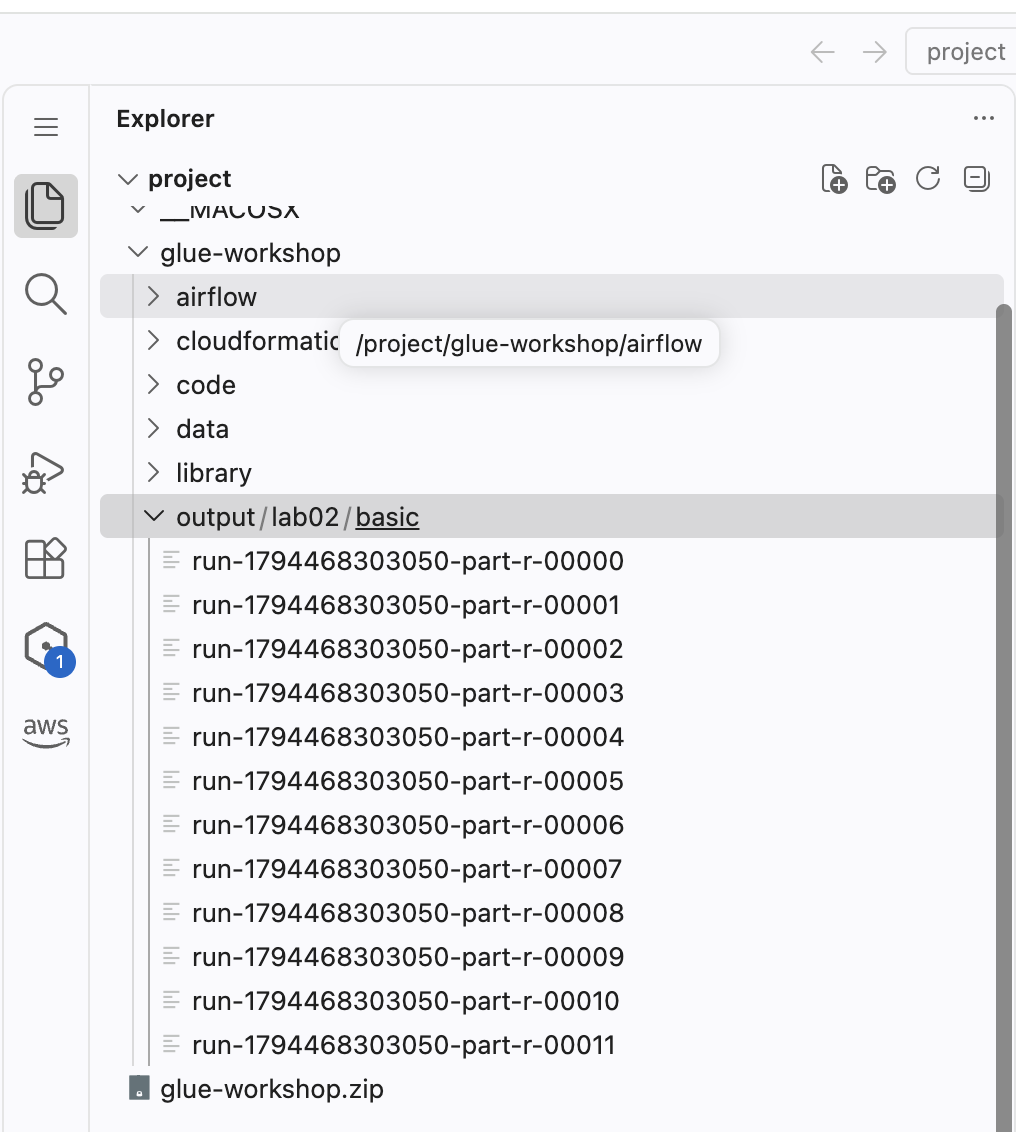 project
Explorer
project
__MACOSX
glue-workshop
airflow
cloudformatic
/project/glue-workshop/airflow
code
data
library
output/lab02/basic
run-1794468303050-part-r-00000
run-1794468303050-part-r-00001
run-1794468303050-part-r-00002
run-1794468303050-part-r-00003
run-1794468303050-part-r-00004
run-1794468303050-part-r-00005
run-1794468303050-part-r-00006
run-1794468303050-part-r-00007
run-1794468303050-part-r-00008
run-1794468303050-part-r-00009
run-1794468303050-part-r-00010
run-1794468303050-part-r-00011
glue-workshop.zip
1
aws